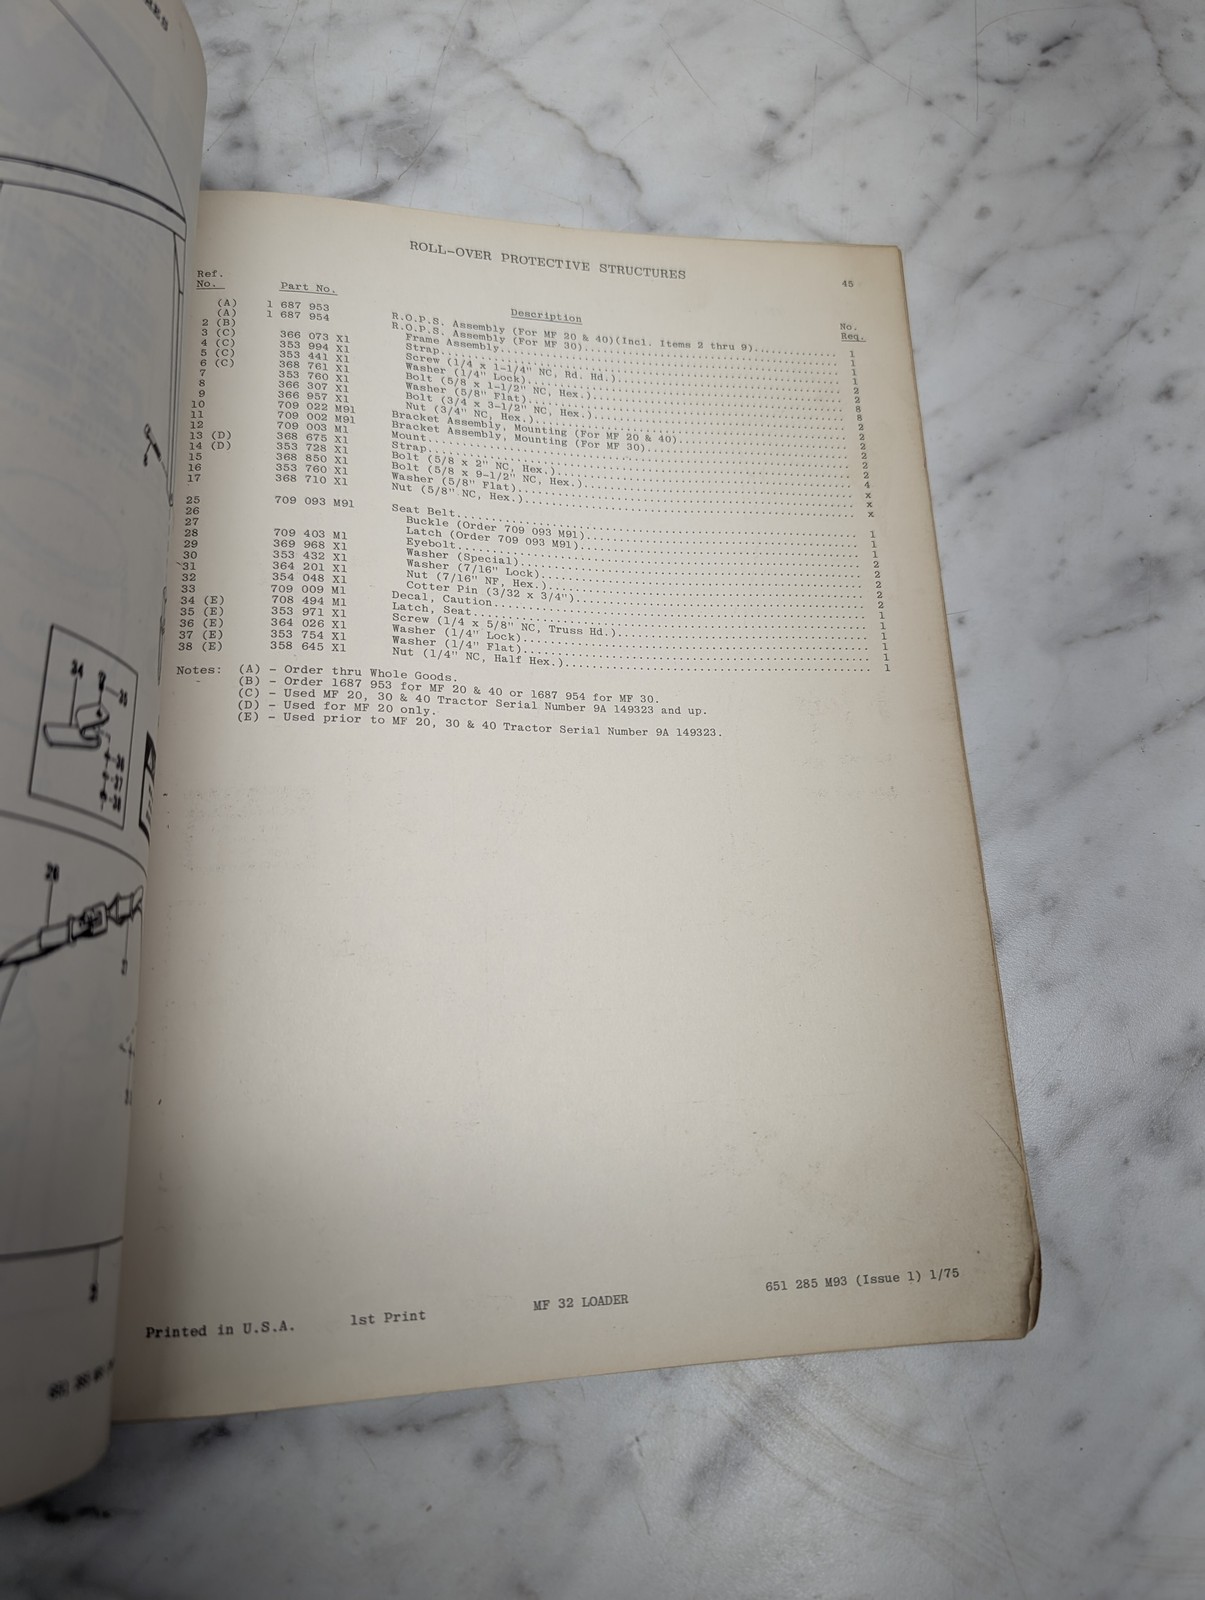 ROLL-OVER PROTECTIVE STRUCTURES
45
Ref. No. Part No. Description No. Req.
(A) 1 687 953 R.O.P.S. Assembly (For MF 20 & 40)(Incl. Items 2 thru 9) 1
(A) 1 687 954 R.O.P.S. Assembly (For MF 30) 1
2 (B) Frame Assembly 1
3 (C) 366 073 X1 Strap 1
4 (C) 353 994 X1 Screw (1/4 x 1-1/4" NC, Rd. Hd.) 2
5 (C) 353 441 X1 Washer (1/4" Lock) 2
6 (C) 368 761 X1 Bolt (5/8 x 1-1/2" NC, Hex.) 8
7 353 760 X1 Washer (5/8" Flat) 8
8 366 307 X1 Bolt (3/4 x 3-1/2" NC, Hex.) 2
9 366 957 X1 Nut (3/4" NC, Hex.) 2
10 709 022 M91 Bracket Assembly, Mounting (For MF 20 & 40) 2
11 709 002 M91 Bracket Assembly, Mounting (For MF 30) 2
12 709 003 M1 Mount 2
13 (D) 368 675 X1 Strap 2
14 (D) 353 728 X1 Bolt (5/8 x 2" NC, Hex.) 4
15 368 850 X1 Bolt (5/8 x 9-1/2" NC, Hex.) x
16 353 760 X1 Washer (5/8" Flat) x
17 368 710 X1 Nut (5/8" NC, Hex.) x
25 709 093 M91 Seat Belt 1
26 Buckle (Order 709 093 M91) 1
27 Latch (Order 709 093 M91) 1
28 709 403 M1 Eyebolt 2
29 369 968 X1 Washer (Special) 2
30 353 432 X1 Washer (7/16" Lock) 2
31 364 201 X1 Nut (7/16" NF, Hex.) 2
32 354 048 X1 Cotter Pin (3/32 x 3/4") 2
33 709 009 M1 Decal, Caution 1
34 (E) 708 494 M1 Latch, Seat 1
35 (E) 353 971 X1 Screw (1/4 x 5/8" NC, Truss Hd.) 1
36 (E) 364 026 X1 Washer (1/4" Lock) 1
37 (E) 353 754 X1 Washer (1/4" Flat) 1
38 (E) 358 645 X1 Nut (1/4" NC, Half Hex.) 1
Notes: (A) - Order thru Whole Goods.
(B) - Order 1687 953 for MF 20 & 40 or 1687 954 for MF 30.
(C) - Used MF 20, 30 & 40 Tractor Serial Number 9A 149323 and up.
(D) - Used for MF 20 only.
(E) - Used prior to MF 20, 30 & 40 Tractor Serial Number 9A 149323.
Printed in U.S.A. 1st Print MF 32 LOADER 651 285 M93 (Issue 1) 1/75
34
35
36
37
38